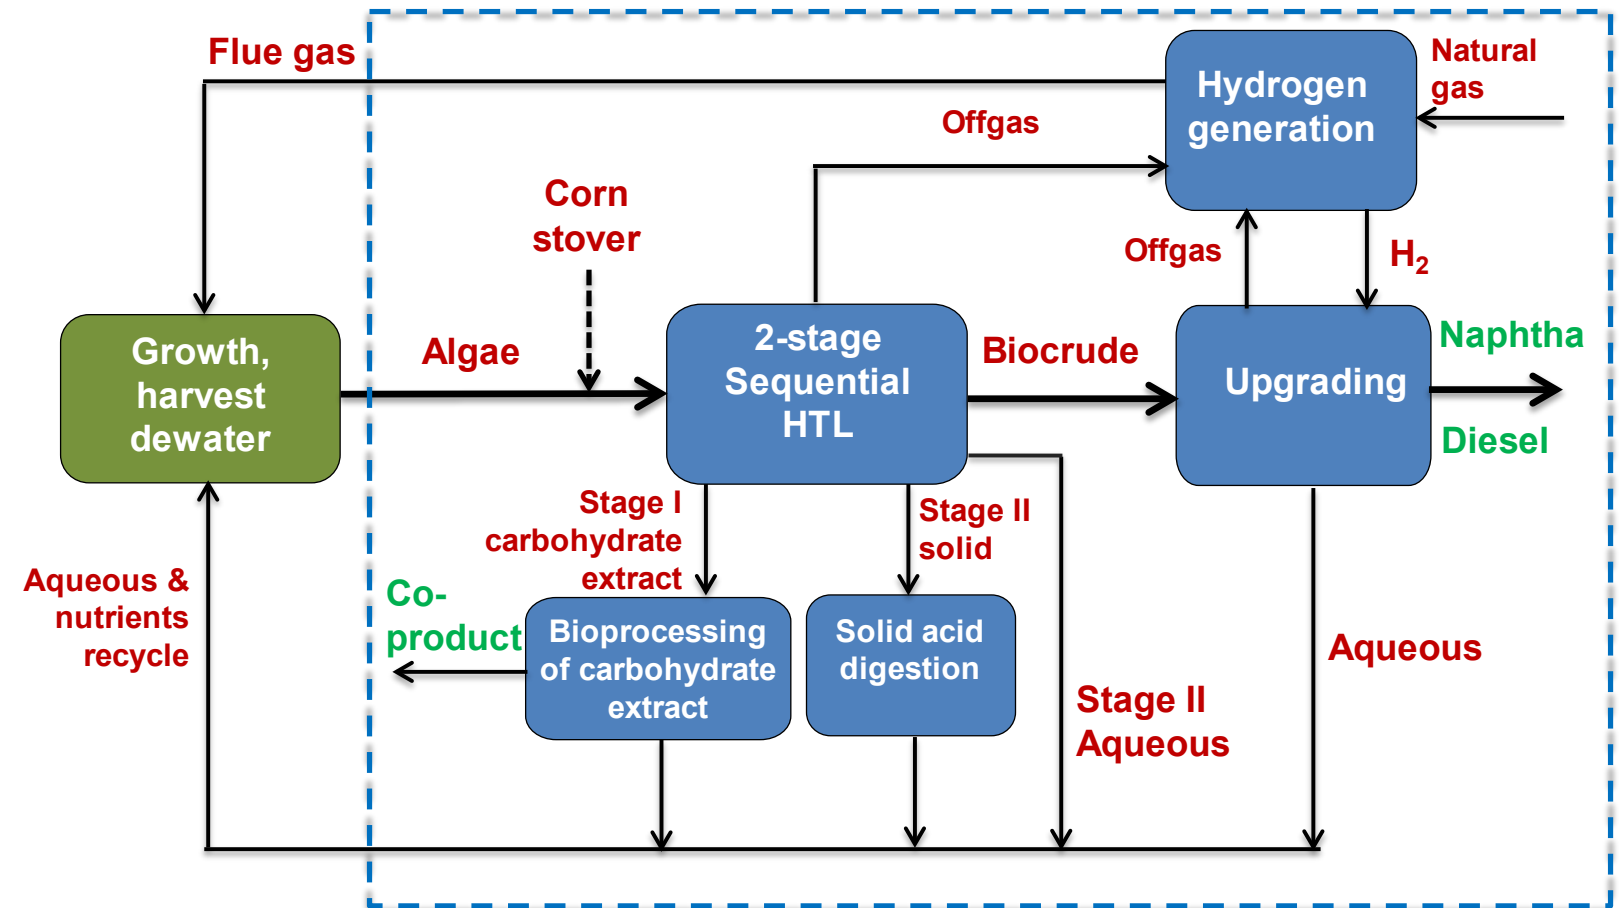 Flue gas
Hydrogen
generation
Natural
gas
Offgas
Corn
stover
Offgas
H₂
Growth,
harvest
dewater
Algae
2-stage
Sequential
HTL
Biocrude
Upgrading
Naphtha
Diesel
Stage I
carbohydrate
extract
Stage II
solid
Aqueous &
nutrients
recycle
Co-
product
Bioprocessing
of carbohydrate
extract
Solid acid
digestion
Stage II
Aqueous
Aqueous